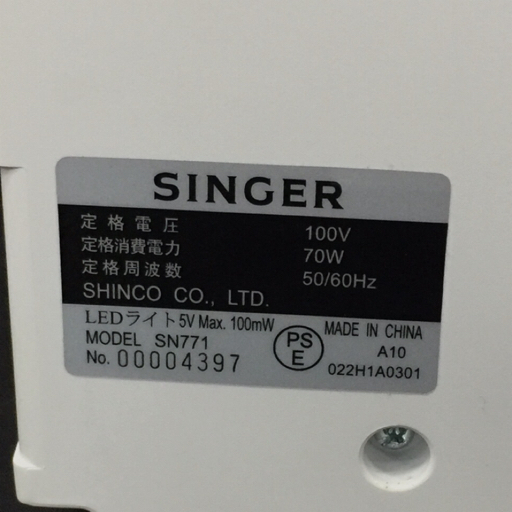 SINGER
定格電圧 100V
定格消費電力 70W
定格周波数 50/60Hz
SHINCO CO., LTD.
LEDライト 5V Max. 100mW
MODEL SN771
No. 00004397
PS
E
MADE IN CHINA
A10
022H1A0301